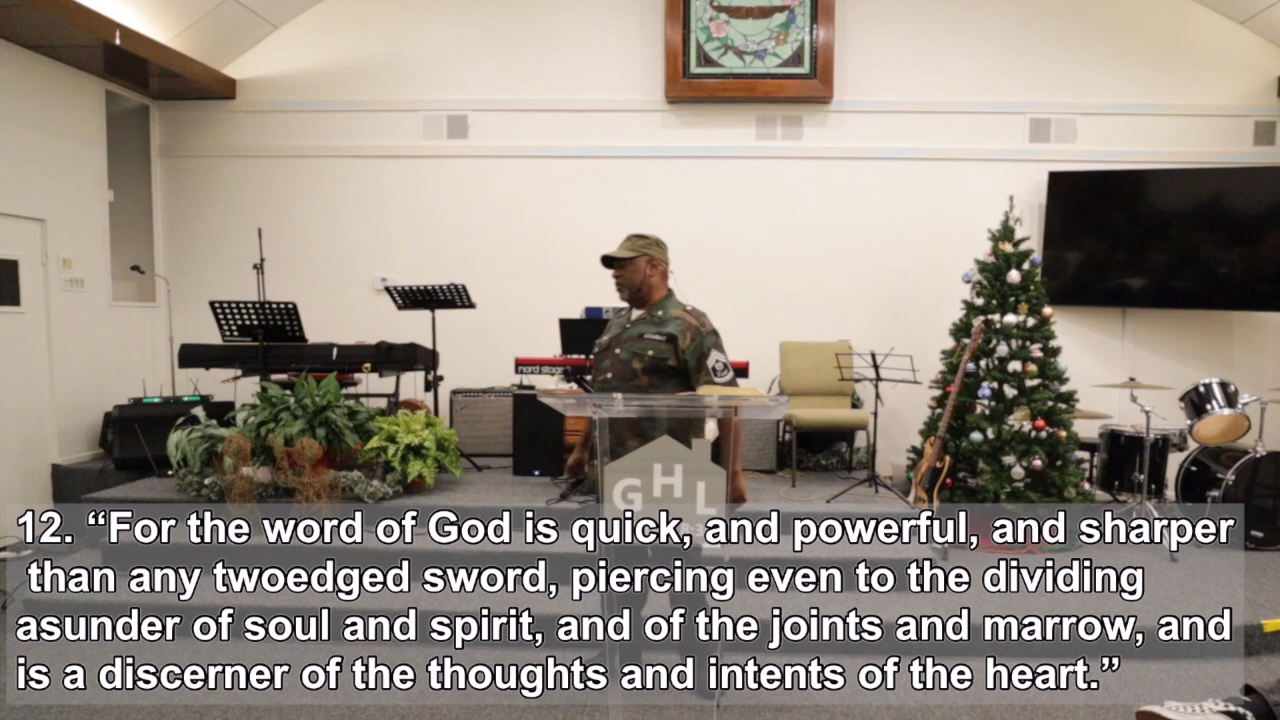 nord stage
G H L
12. “For the word of God is quick, and powerful, and sharper
than any twoedged sword, piercing even to the dividing
asunder of soul and spirit, and of the joints and marrow, and
is a discerner of the thoughts and intents of the heart.”